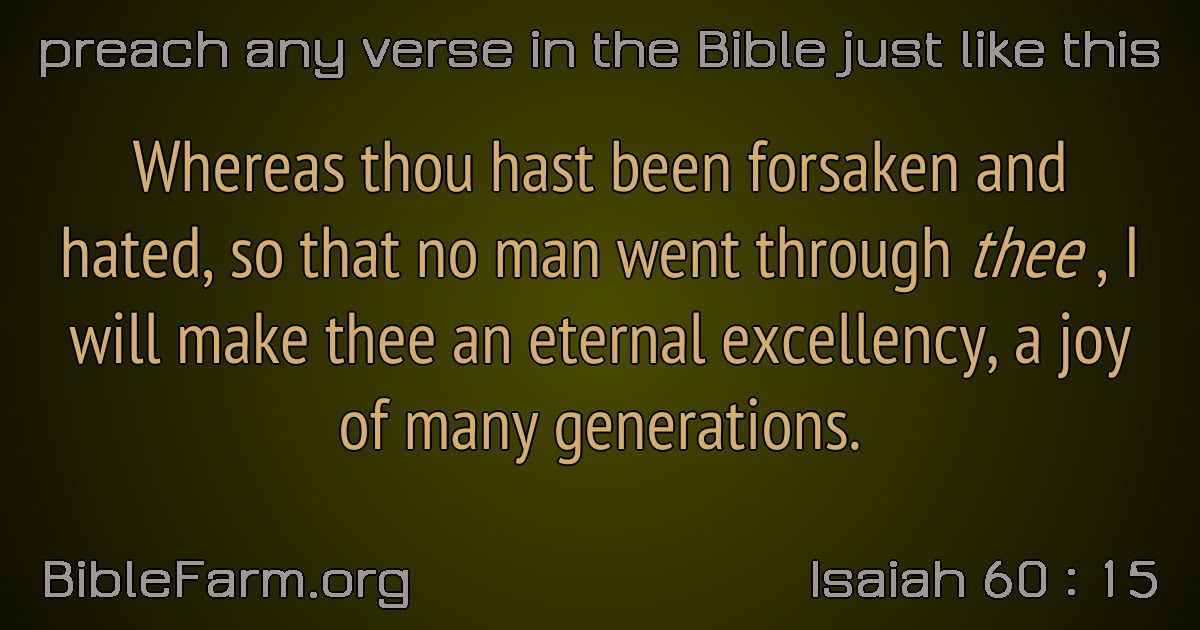 preach any verse in the Bible just like this
Whereas thou hast been forsaken and
hated, so that no man went through thee , I
will make thee an eternal excellency, a joy
of many generations.
BibleFarm.org
Isaiah 60 : 15